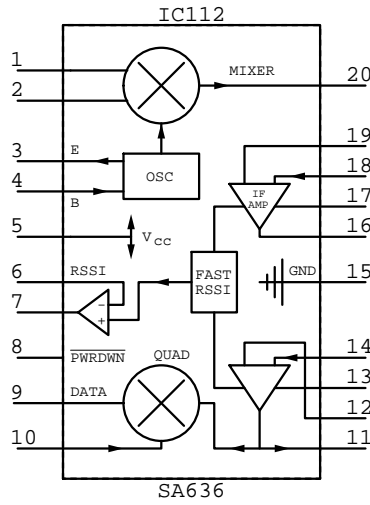 IC112
1
2
MIXER
20
3
E
OSC
19
18
4
B
IF
AMP
17
5
Vcc
16
6
RSSI
FAST
RSSI
GND
15
7
−
+
8
PWRDWN
QUAD
14
9
DATA
13
12
10
11
SA636